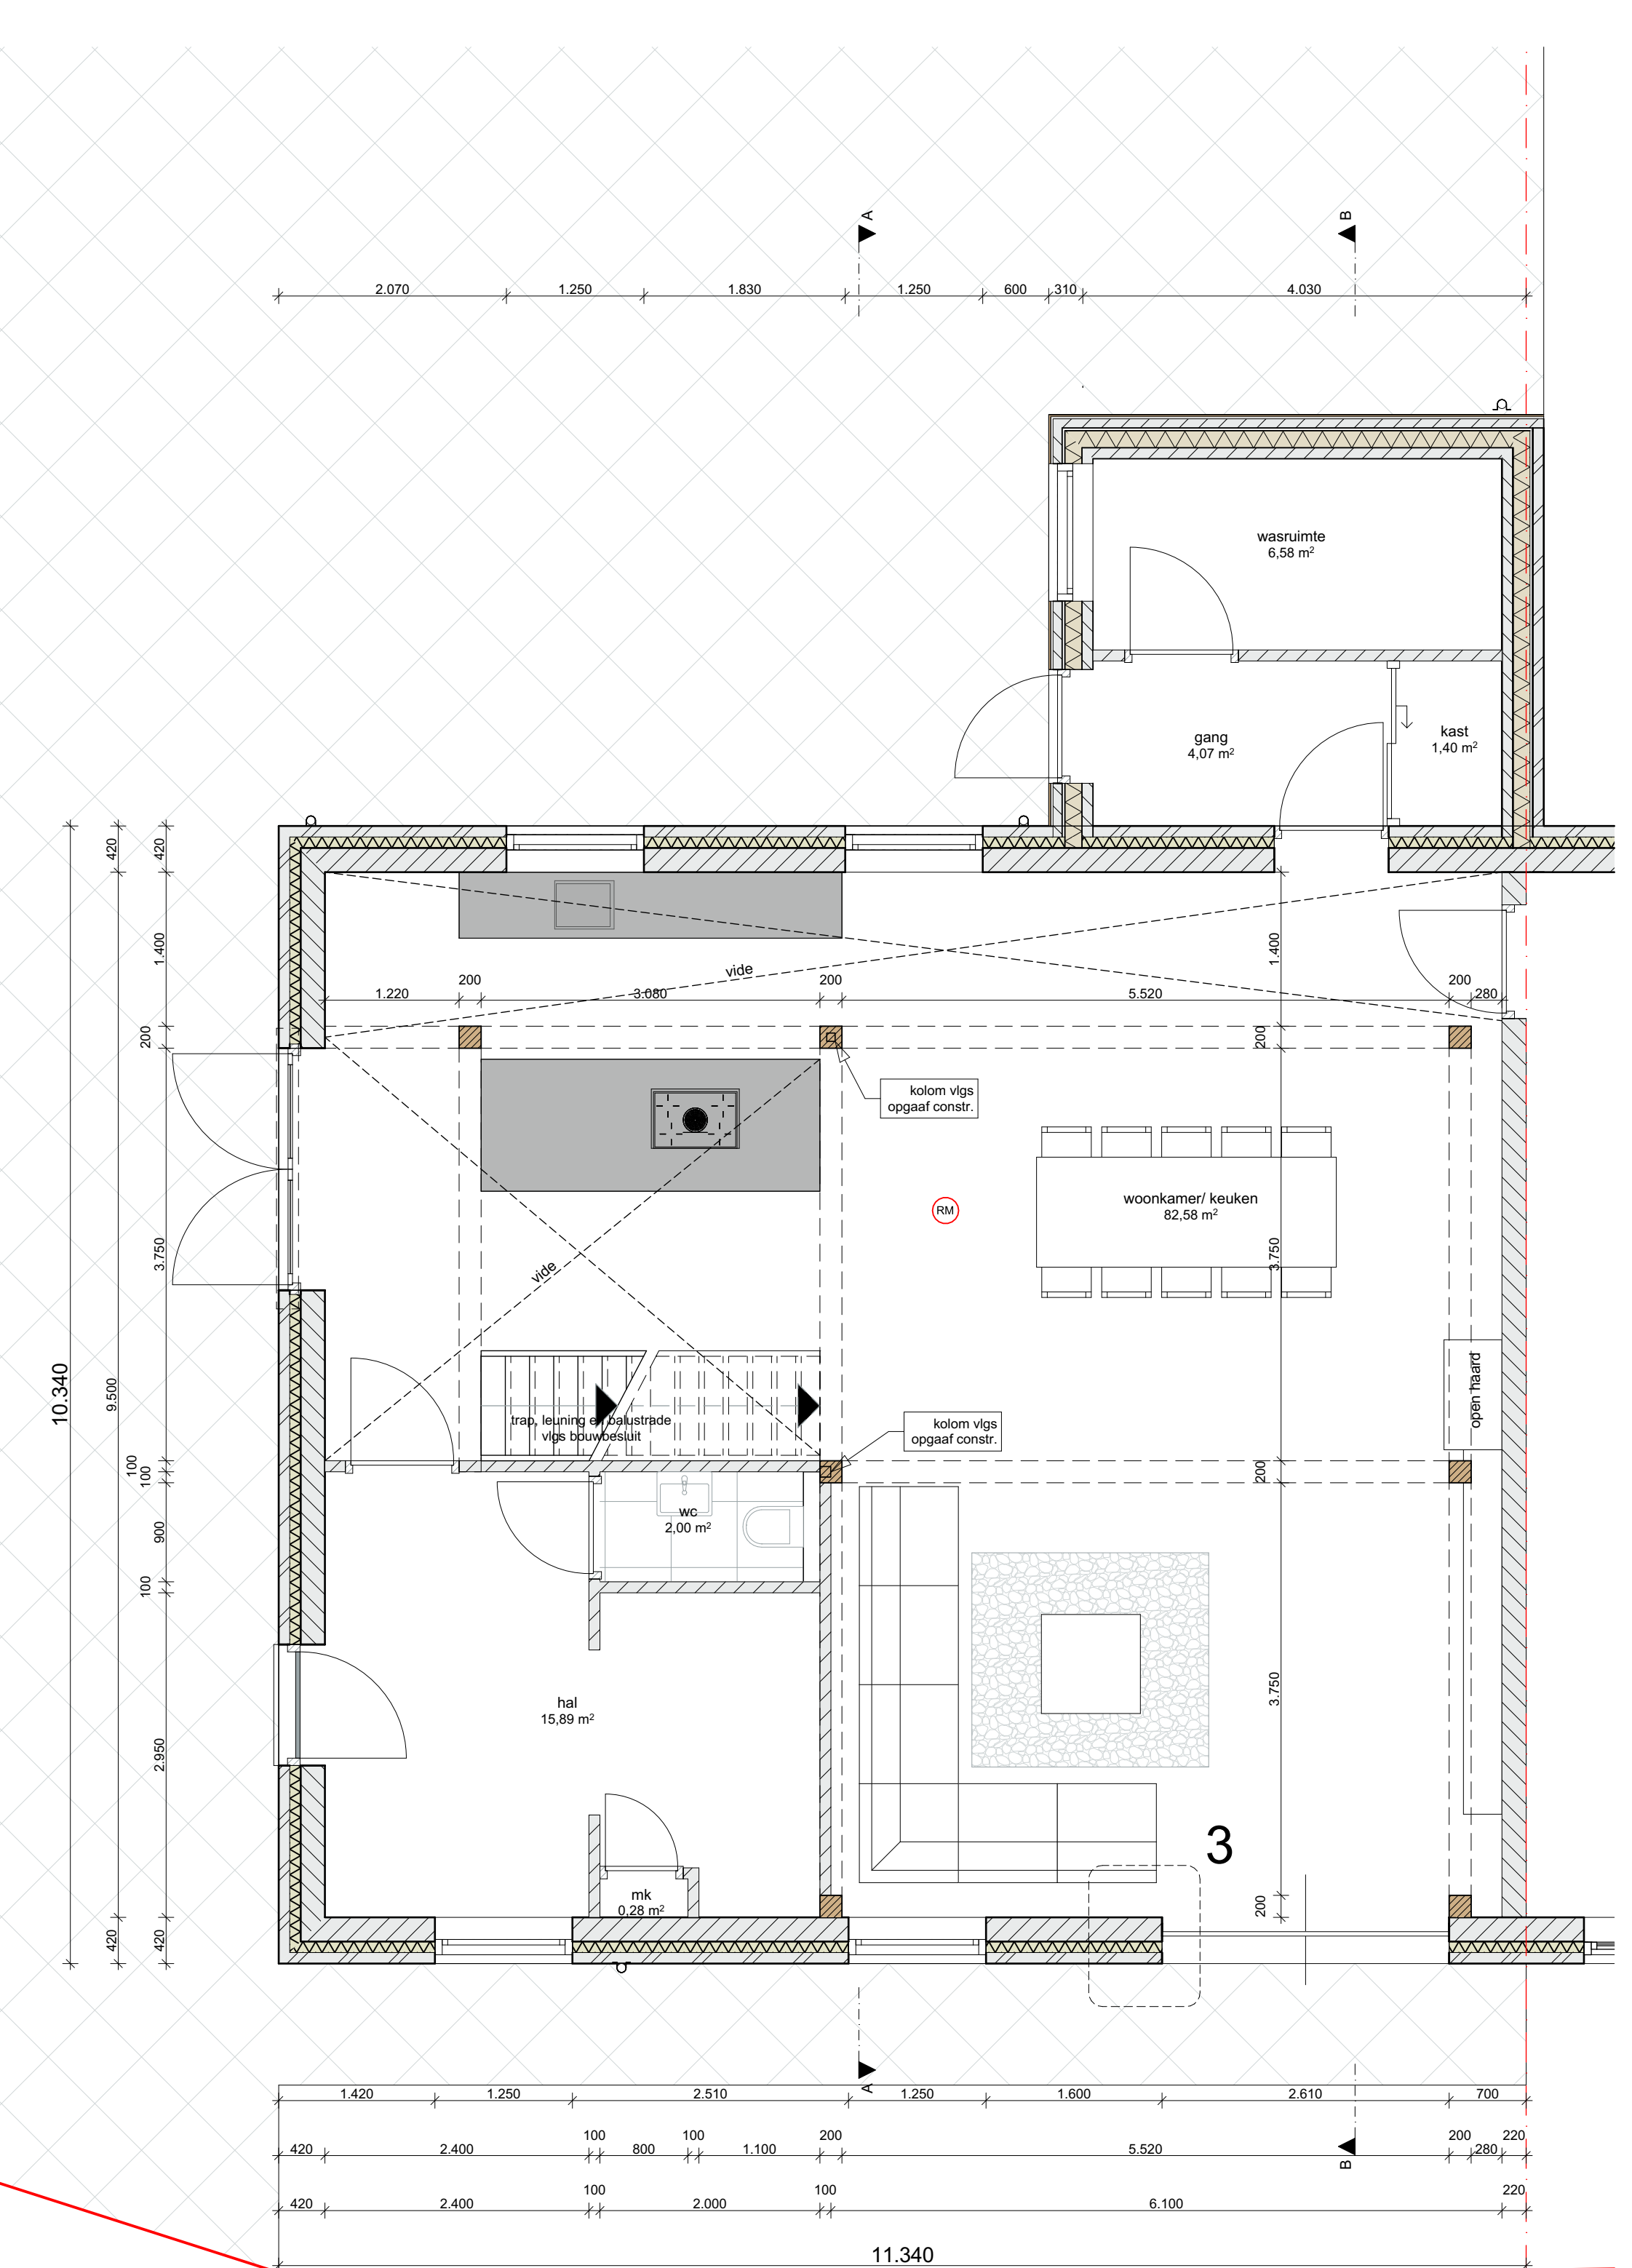 A
B
2.070
1.250
1.830
1.250
600
310
4.030
wasruimte
6,58 m²
gang
4,07 m²
kast
1,40 m²
420
420
1.400
1.400
vide
200
200
200
1.220
3.080
5.520
280
200
200
kolom vlgs
opgaaf constr.
woonkamer/ keuken
82,58 m²
RM
3.750
3.750
vide
10.340
9.500
open haard
trap, leuning en balustrade
vlgs bouwbesluit
kolom vlgs
opgaaf constr.
100
100
200
wc
2,00 m²
900
100
hal
15,89 m²
3.750
2.950
3
mk
0,28 m²
200
420
420
A
B
1.420
1.250
2.510
1.250
1.600
2.610
700
100
100
200
200
220
420
2.400
800
1.100
5.520
280
100
100
220
420
2.400
2.000
6.100
11.340